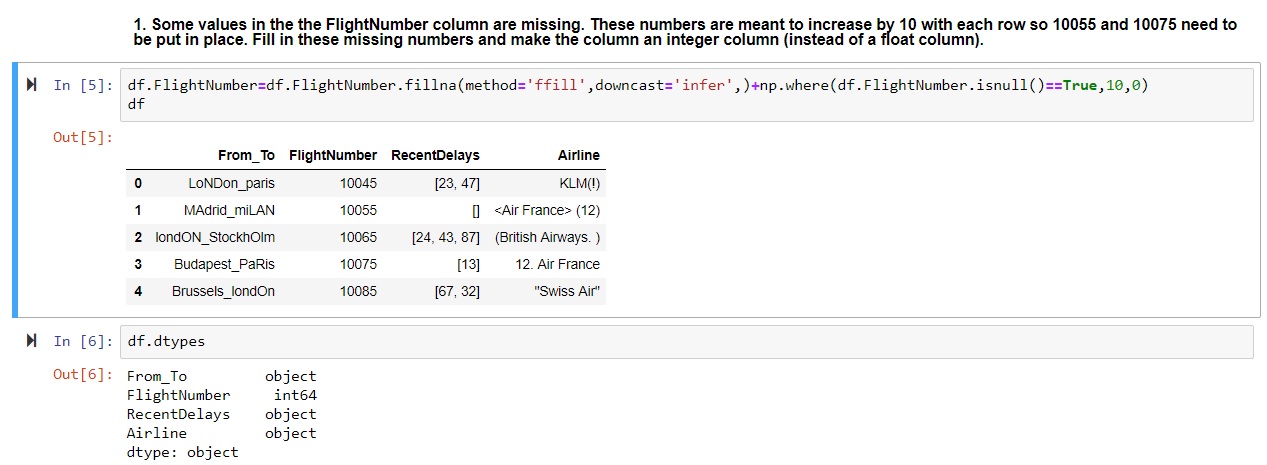 1. Some values in the the FlightNumber column are missing. These numbers are meant to increase by 10 with each row so 10055 and 10075 need to
be put in place. Fill in these missing numbers and make the column an integer column (instead of a float column).
In [5]: df.FlightNumber=df.FlightNumber.fillna(method='ffill',downcast='infer',)+np.where(df.FlightNumber.isnull()==True,10,0)
df
Out[5]:
From_To FlightNumber RecentDelays Airline
0 LoNDon_paris 10045 [23, 47] KLM(!)
1 MAdrid_miLAN 10055 [] <Air France> (12)
2 londON_StockhOlm 10065 [24, 43, 87] (British Airways. )
3 Budapest_PaRis 10075 [13] 12. Air France
4 Brussels_londOn 10085 [67, 32] "Swiss Air"
In [6]: df.dtypes
Out[6]: From_To object
FlightNumber int64
RecentDelays object
Airline object
dtype: object